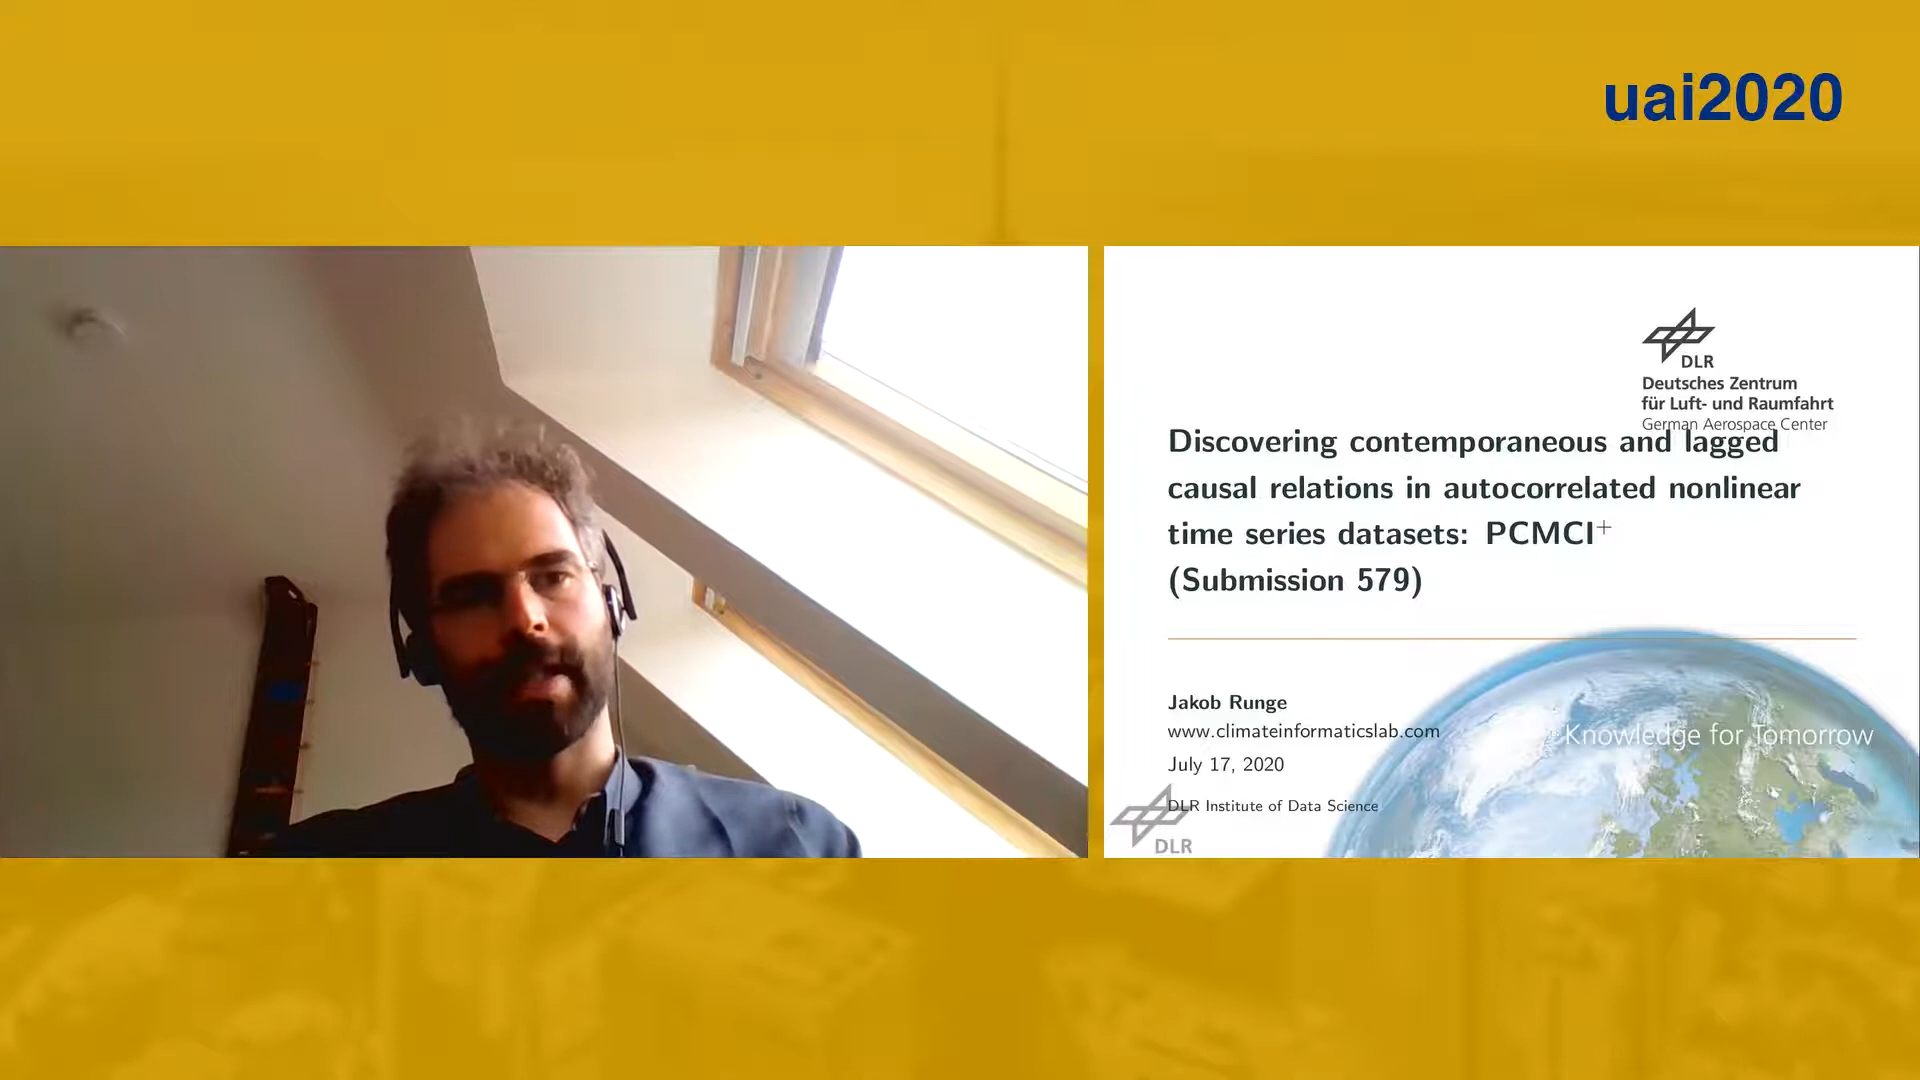 uai2020
DLR
Deutsches Zentrum
für Luft- und Raumfahrt
German Aerospace Center
Discovering contemporaneous and lagged
causal relations in autocorrelated nonlinear
time series datasets: PCMCI⁺
(Submission 579)
Jakob Runge
www.climateinformaticslab.com
Knowledge for Tomorrow
July 17, 2020
DLR Institute of Data Science
DLR